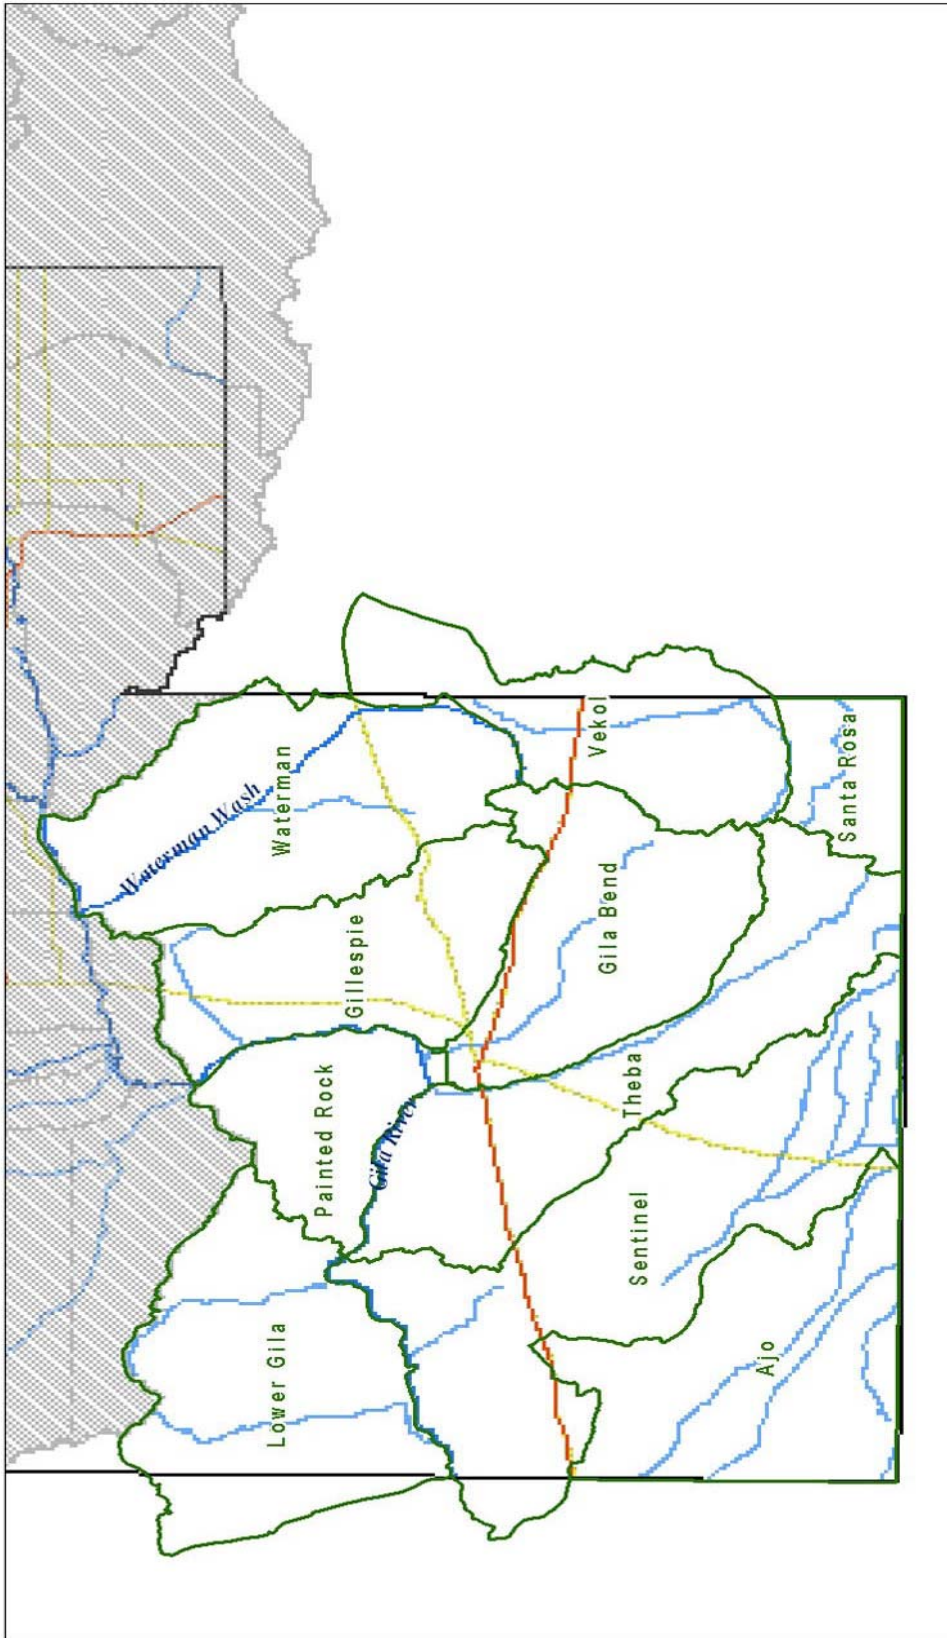 Waterman Wash
Waterman
Vekol
Santa Rosa
Gillespie
Gila Bend
Painted Rock
Gila River
Theba
Sentinel
Lower Gila
Ajo